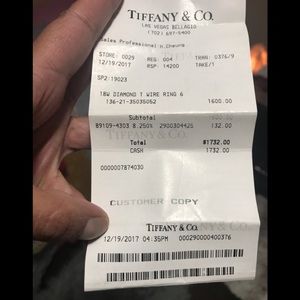 TIFFANY & CO.
LAS VEGAS BELLAGIO
(702) 697-5400
Sales Professional H.Cheung
STORE: 0029 REG: 004 TRAN: 0376/9
12/19/2017 RSP: 14200 TAKE/1
SP2:19023
18W DIAMOND T WIRE RING 6
136-21-35035052 1600.00
Subtotal
89109-4303 8.250% 2900304425 132.00
Total $1732.00
CASH 1732.00
0000007874030
CUSTOMER COPY
TIFFANY & CO.
12/19/2017 04:35PM 000290000400376